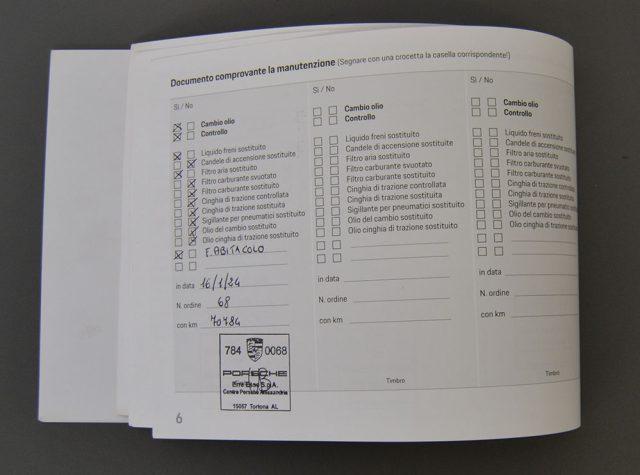 Documento comprovante la manutenzione (Segnare con una crocetta la casella corrispondente!)
Sì / No
Cambio olio
Controllo
Liquido freni sostituito
Candele di accensione sostituite
Filtro aria sostituito
Filtro carburante svuotato
Filtro carburante sostituito
Cinghia di trazione controllata
Cinghia di trazione sostituita
Sigillante per pneumatici sostituito
Olio del cambio sostituito
Olio cinghia di trazione sostituito
F. ABITACOLO
in data 16/1/24
N. ordine 68
con km 70784
784 0068
PORSCHE
Erre Esse S.p.A.
Centro Porsche Alessandria
15057 Tortona AL
6
Sì / No
Cambio olio
Controllo
Liquido freni sostituito
Candele di accensione sostituite
Filtro aria sostituito
Filtro carburante svuotato
Filtro carburante sostituito
Cinghia di trazione controllata
Cinghia di trazione sostituita
Sigillante per pneumatici sostituito
Olio del cambio sostituito
Olio cinghia di trazione sostituito
in data
N. ordine
con km
Timbro
Sì / No
Cambio olio
Controllo
Liquido freni sostituito
Candele di accensione sostituite
Filtro aria sostituito
Filtro carburante svuotato
Filtro carburante sostituito
Cinghia di trazione controllata
Cinghia di trazione sostituita
Sigillante per pneumatici
Olio del cambio sostituito
Olio cinghia di trazione
in data
N. ordine
con km
Timbro